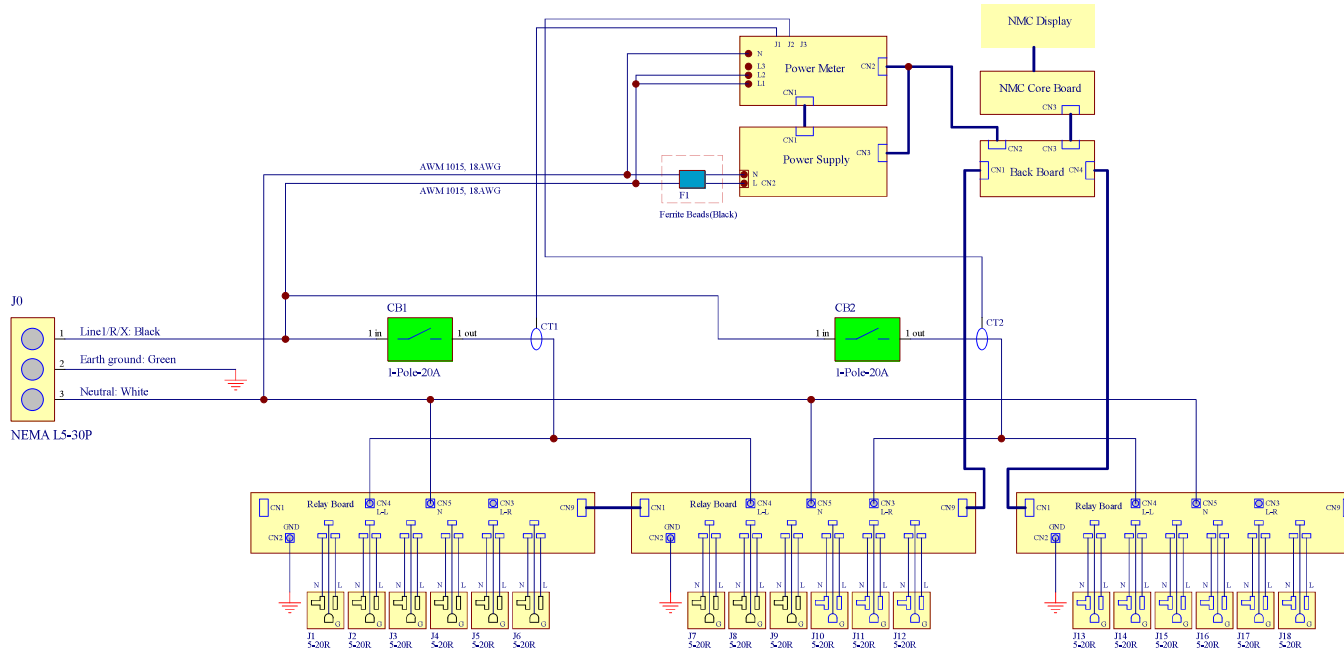 NMC Display
J1 J2 J3
N
L3
L2
L1
Power Meter
CN2
CN1
NMC Core Board
CN3
CN1
Power Supply
CN3
N
L CN2
CN2
CN3
CN1
Back Board
CN4
AWM 1015, 18AWG
AWM 1015, 18AWG
F1
Ferrite Beads(Black)
J0
1
Line1/R/X: Black
2
Earth ground: Green
3
Neutral: White
NEMA L5-30P
CB1
1 in
1 out
1-Pole-20A
CT1
CB2
1 in
1 out
1-Pole-20A
CT2
CN1
Relay Board
CN4
L-L
CN5
N
CN3
L-R
CN9
GND
CN2
CN1
Relay Board
CN4
L-L
CN5
N
CN3
L-R
CN9
GND
CN2
CN1
Relay Board
CN4
L-L
CN5
N
CN3
L-R
CN9
GND
CN2
N L N L N L N L N L N L
G G G G G G
J1 J2 J3 J4 J5 J6
5-20R 5-20R 5-20R 5-20R 5-20R 5-20R
N L N L N L N L N L N L
G G G G G G
J7 J8 J9 J10 J11 J12
5-20R 5-20R 5-20R 5-20R 5-20R 5-20R
N L N L N L N L N L N L
G G G G G G
J13 J14 J15 J16 J17 J18
5-20R 5-20R 5-20R 5-20R 5-20R 5-20R